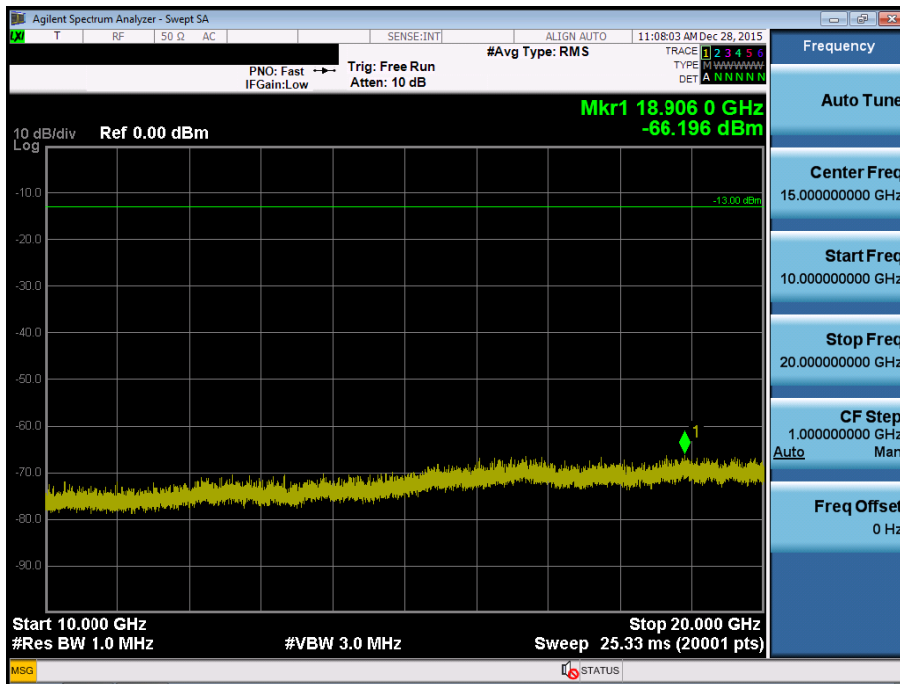 Agilent Spectrum Analyzer - Swept SA
LXI T RF 50 Ω AC SENSE:INT ALIGN AUTO 11:08:03 AM Dec 28, 2015
PNO: Fast Trig: Free Run #Avg Type: RMS TRACE 1 2 3 4 5 6
IFGain:Low Atten: 10 dB TYPE M WWWWW
DET A N N N N N
Mkr1 18.906 0 GHz
-66.196 dBm
10 dB/div Ref 0.00 dBm
Log
-10.0
-13.00 dBm
-20.0
-30.0
-40.0
-50.0
-60.0
1
-70.0
-80.0
-90.0
Start 10.000 GHz Stop 20.000 GHz
#Res BW 1.0 MHz #VBW 3.0 MHz Sweep 25.33 ms (20001 pts)
MSG STATUS
Frequency
Auto Tune
Center Freq
15.000000000 GHz
Start Freq
10.000000000 GHz
Stop Freq
20.000000000 GHz
CF Step
1.000000000 GHz
Auto Man
Freq Offset
0 Hz